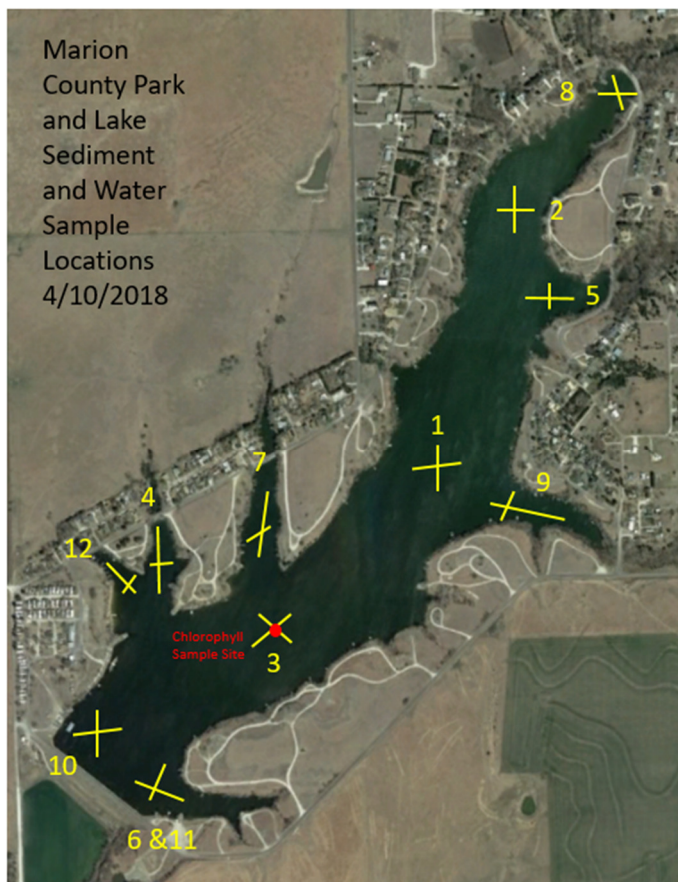 Marion
County Park
and Lake
Sediment
and Water
Sample
Locations
4/10/2018
8
2
5
1
9
7
4
12
Chlorophyll
Sample Site
3
10
6 &11